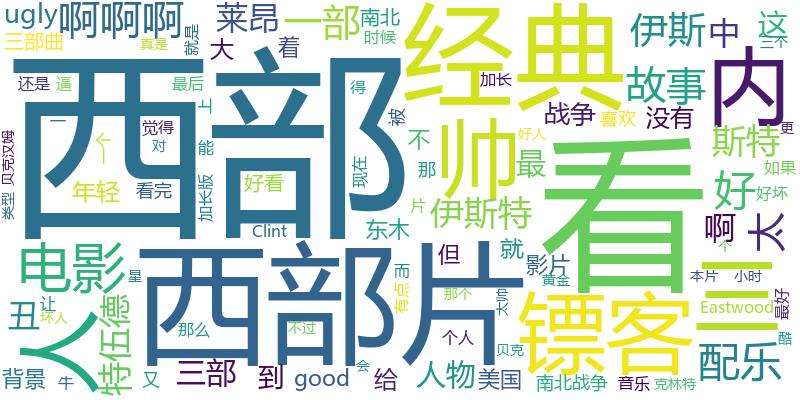 ugly
啊啊啊
莱昂
一部
南北
时候
经典
伊斯
中
这
三个
三部曲
真是
就是
大
着
内
还是
逼
最后
上
得
被
加长
故事
西部
帅
战争
喜欢
没有
更
类型
贝克汉姆
一
个
觉得
对
能
现在
不
那
最
好人
斯特
如果
年轻
看完
加长版
好看
片
看
好
好坏
Clint
东木
伊斯特
啊
太
电影
西部片
但
就
影片
个
丑
让
星
而
有点
那个
太帅
黄金
镖客
三
本片
小时
Eastwood
最好
人
坏人
特伍德
那么
不过
个人
贝克
配乐
酷
背景
牛
又
三部
到
good
会
给
人物
美国
南北战争
音乐
克林特